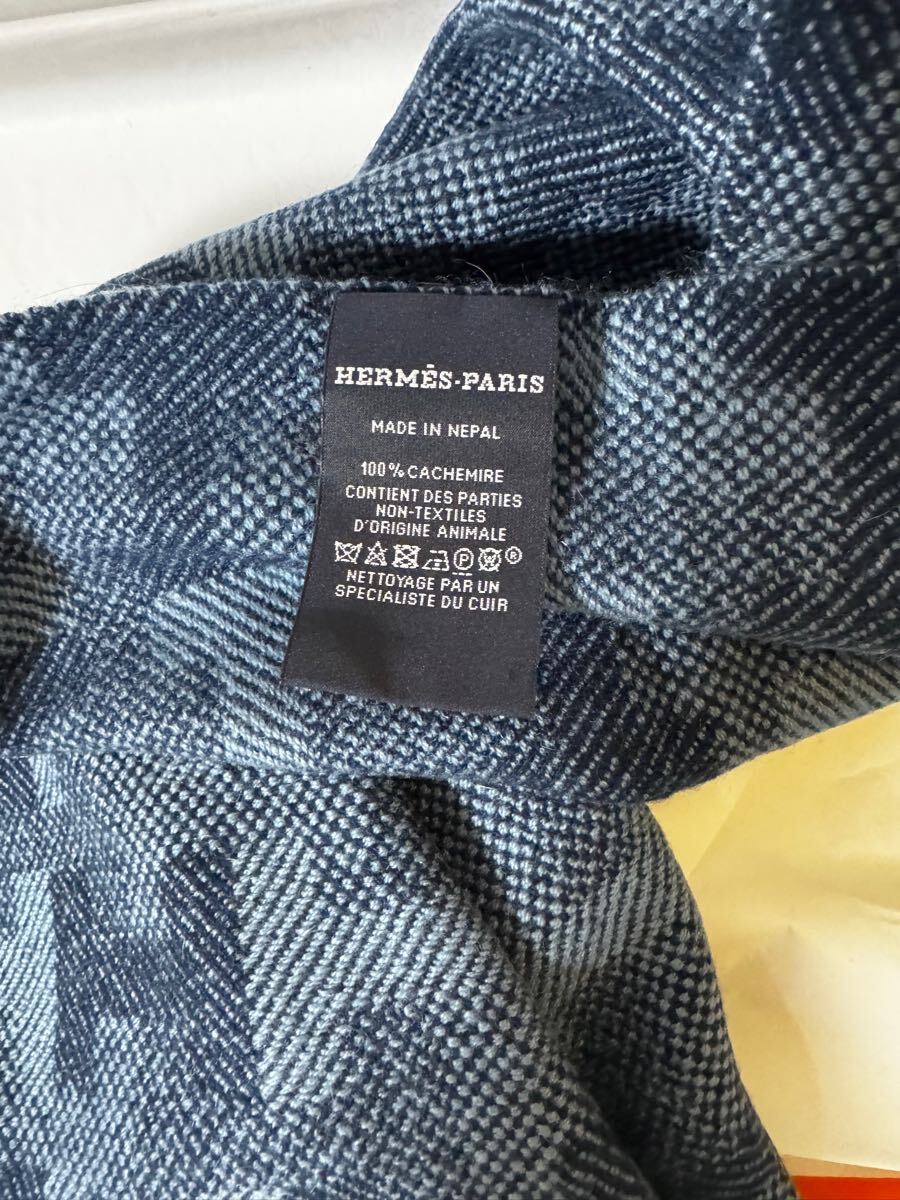 HERMÈS-PARIS
MADE IN NEPAL
100% CACHEMIRE
CONTIENT DES PARTIES
NON-TEXTILES
D'ORIGINE ANIMALE
P W ®
NETTOYAGE PAR UN
SPECIALISTE DU CUIR